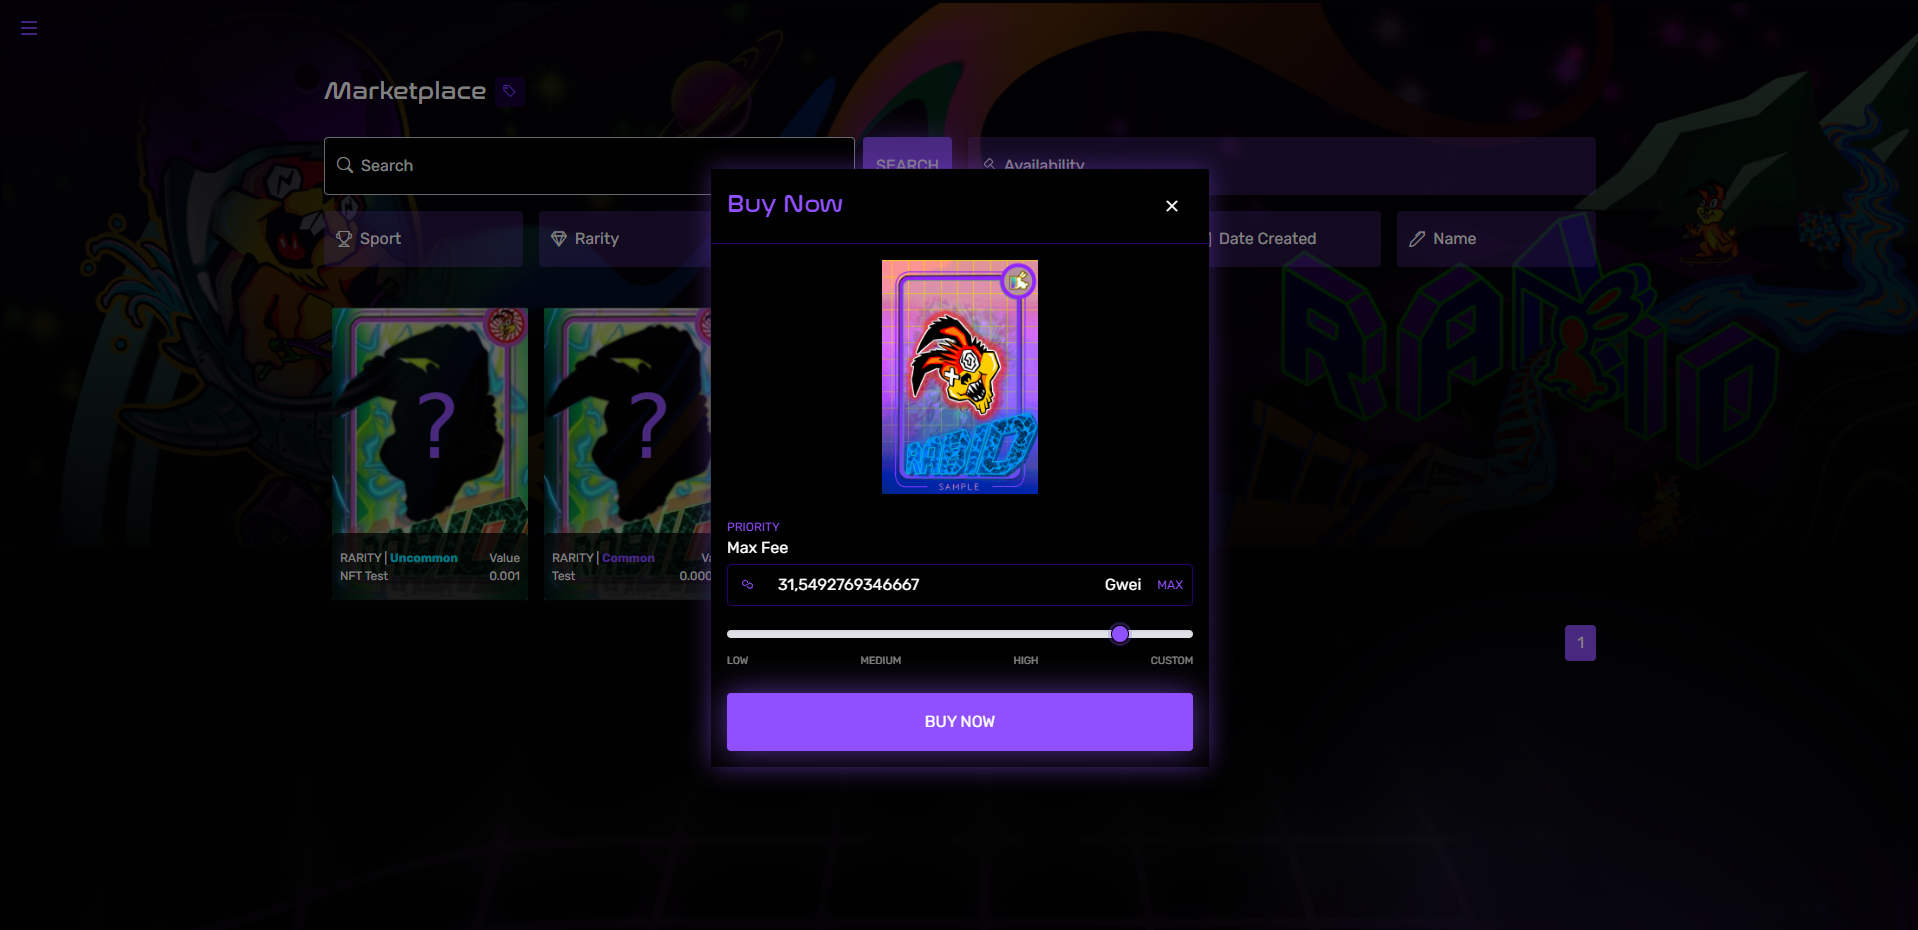 Marketplace
Search
SEARCH
Availability
Sport
Rarity
Date Created
Name
Buy Now
RABID
SAMPLE
RABID
?
?
RARITY | Uncommon
Value
NFT Test
0.001
RARITY | Common
Test
0.000
PRIORITY
Max Fee
31,5492769346667
Gwei
MAX
LOW
MEDIUM
HIGH
CUSTOM
BUY NOW
1